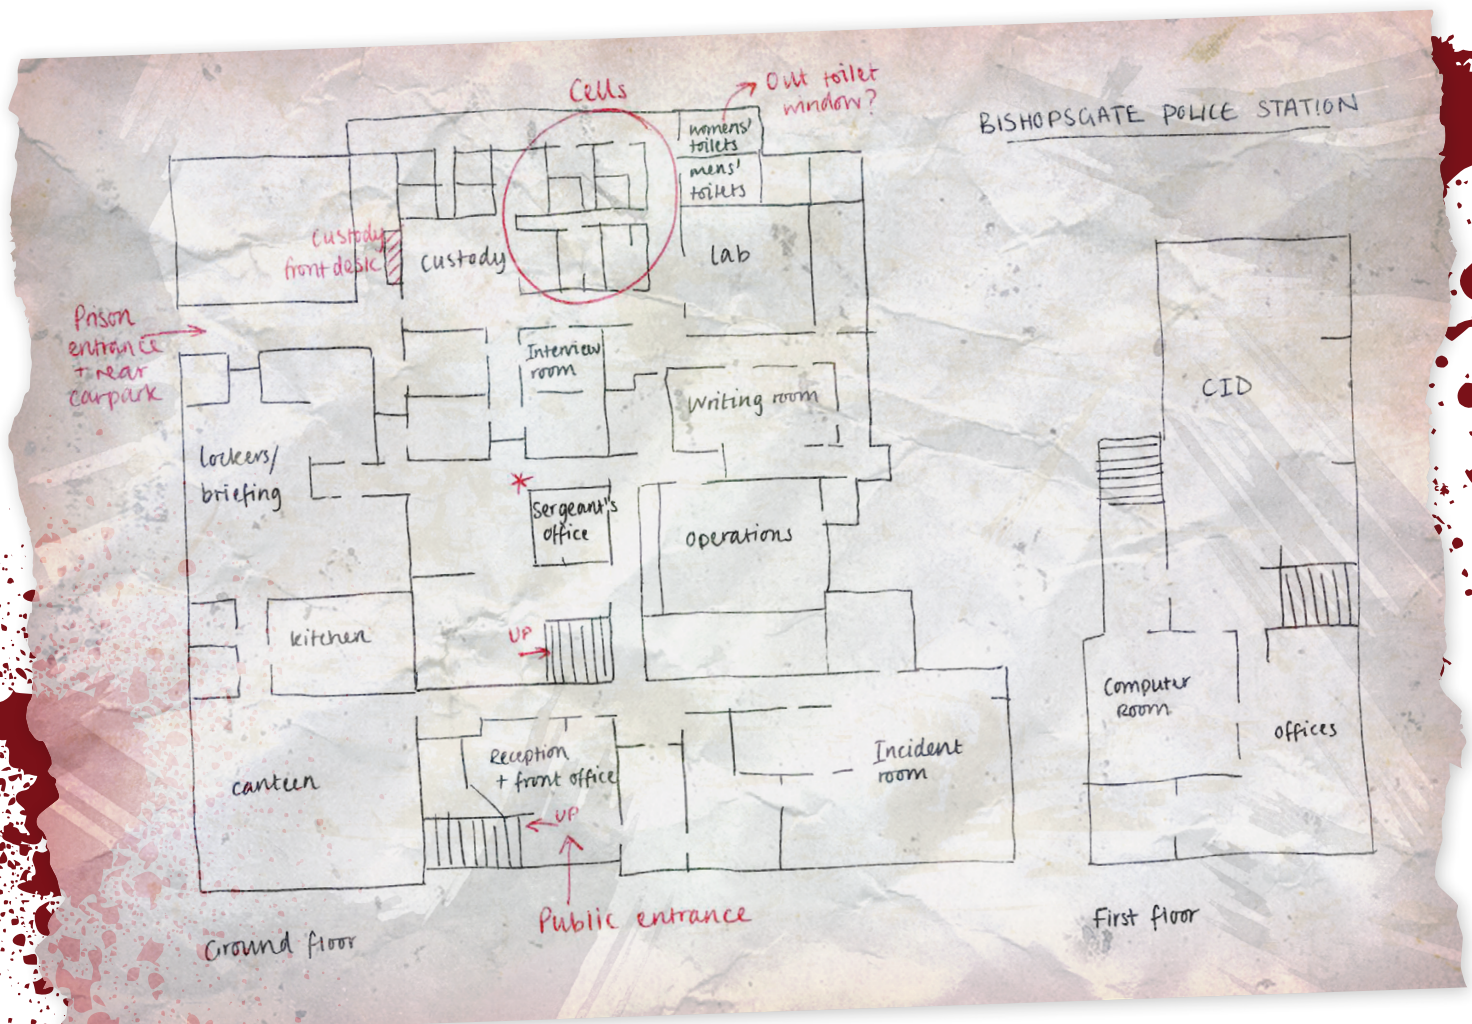 Cells
Out toilet
window?
BISHOPSGATE POLICE STATION
womens'
toilets
mens'
toilets
Custody
front desk
custody
Lab
Prison
entrance
+ rear
carpark
Interview
room
Writing room
CID
Lockers/
briefing
*
Sergeant's
office
operations
kitchen
UP
Computer
Room
offices
Reception
+ front office
Incident
room
canteen
UP
Public entrance
Ground floor
First floor